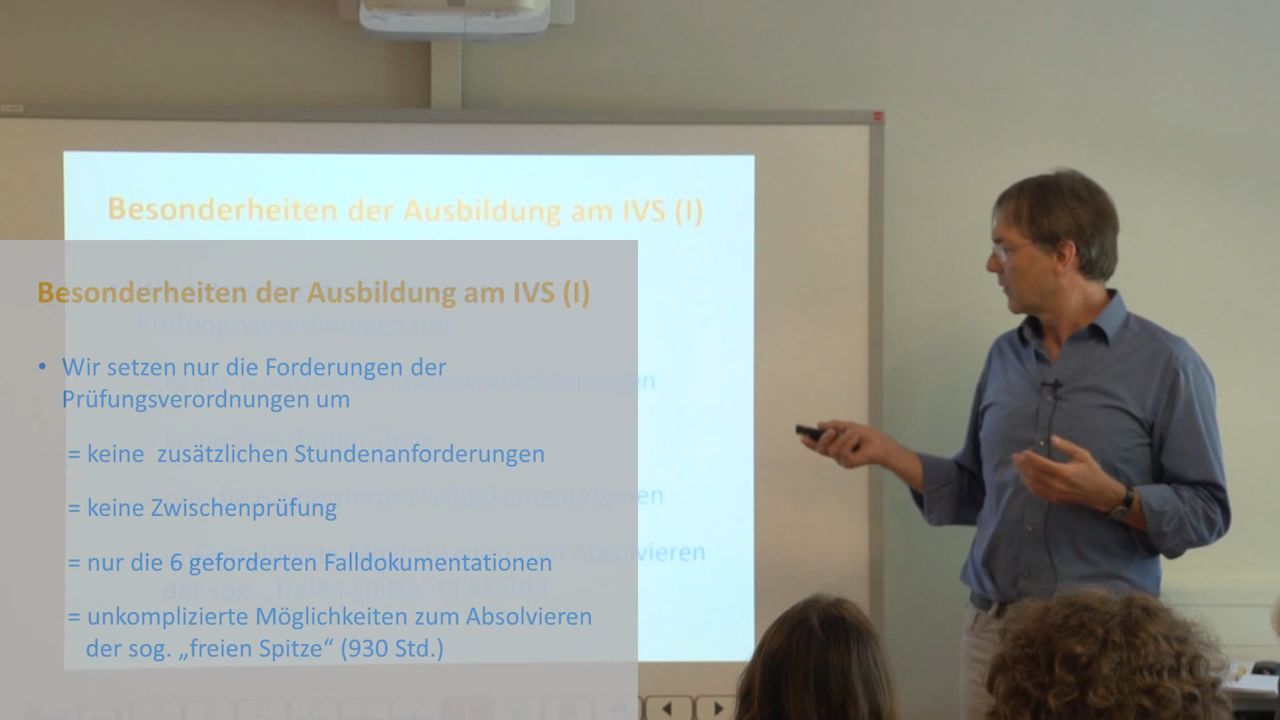 Besonderheiten der Ausbildung am IVS (I)
Besonderheiten der Ausbildung am IVS (I)
Prüfungsverordnungen um
• Wir setzen nur die Forderungen der
Prüfungsverordnungen um
= keine zusätzlichen Stundenanforderungen
= keine Zwischenprüfung
= nur die 6 geforderten Falldokumentationen
= unkomplizierte Möglichkeiten zum Absolvieren
der sog. „freien Spitze“ (930 Std.)